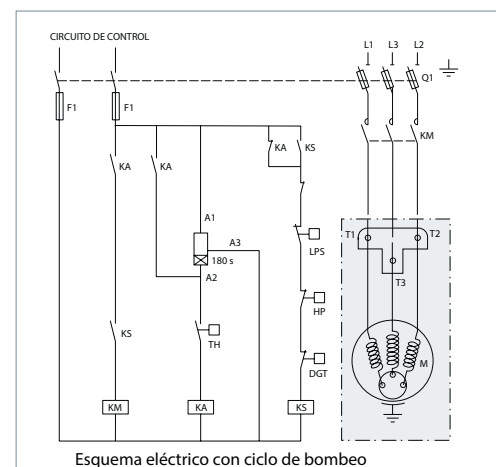 CIRCUITO DE CONTROL
L1 L3 L2
Q1
F1 F1
KM
KA KA KA KS
A1
T1 T2
A3
LPS
180 s
A2
T3
HP
KS TH
M
DGT
KM KA KS
Esquema eléctrico con ciclo de bombeo